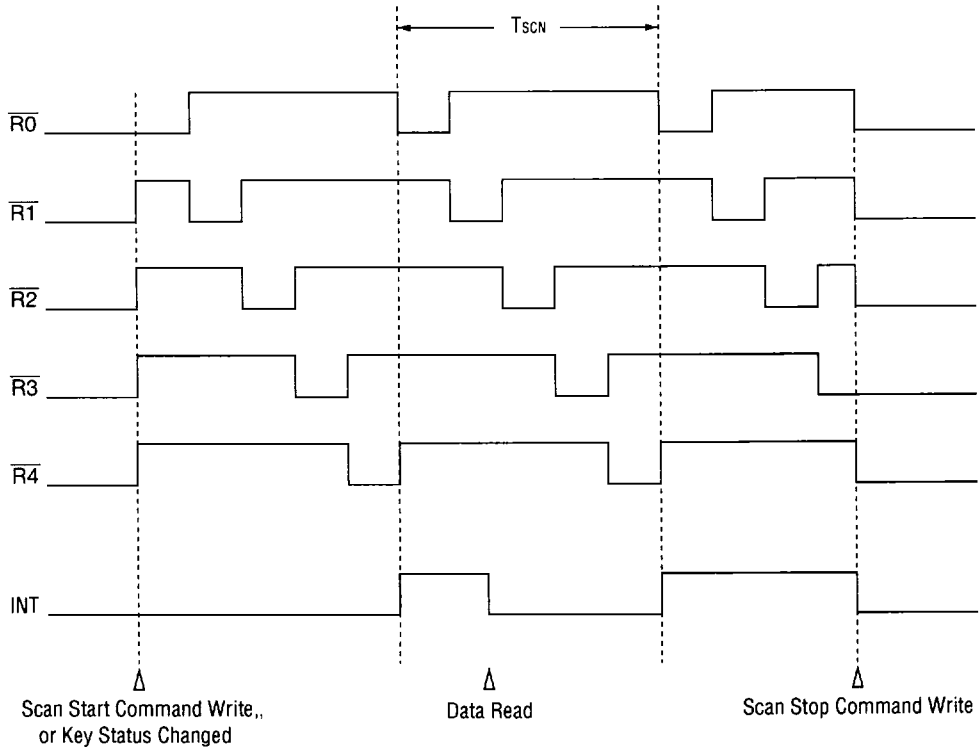 TSCN
R0
R1
R2
R3
R4
INT
Scan Start Command Write,,
or Key Status Changed
Data Read
Scan Stop Command Write